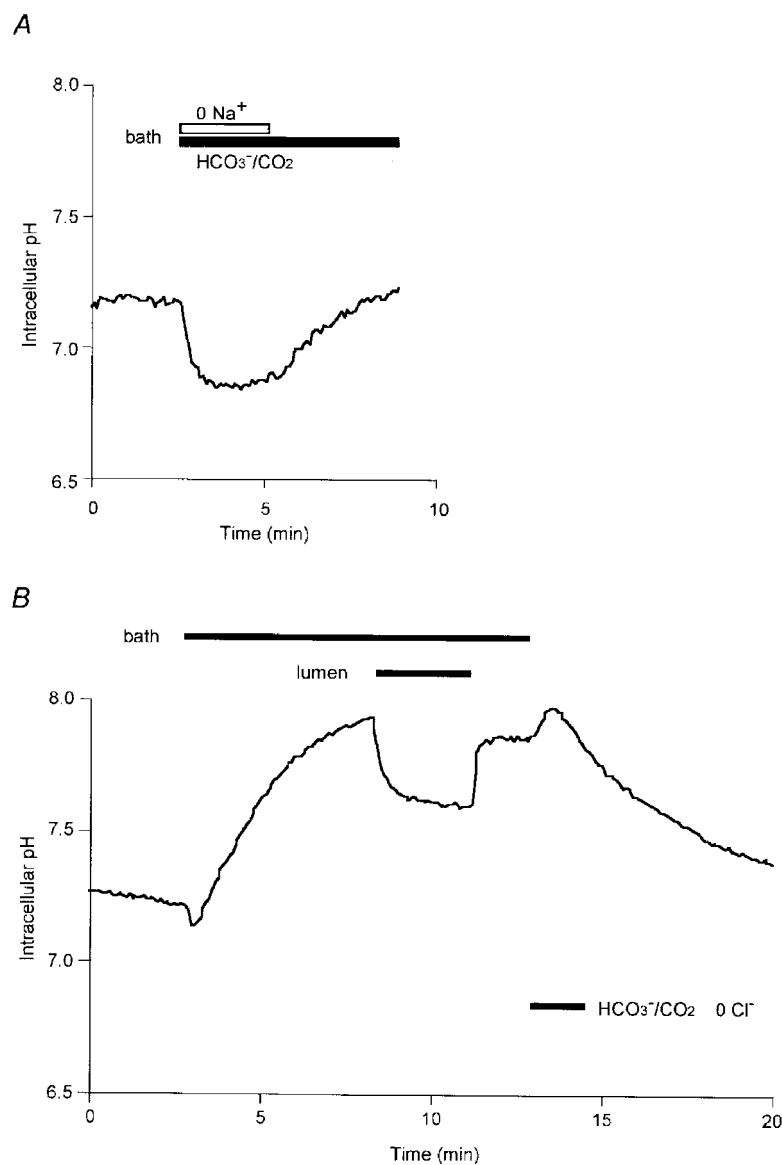 A
8.0
0 Na⁺
bath
HCO₃⁻/CO₂
7.5
Intracellular pH
7.0
6.5
0 5 10
Time (min)
B
bath
lumen
8.0
7.5
Intracellular pH
7.0
HCO₃⁻/CO₂ 0 Cl⁻
6.5
0 5 10 15 20
Time (min)